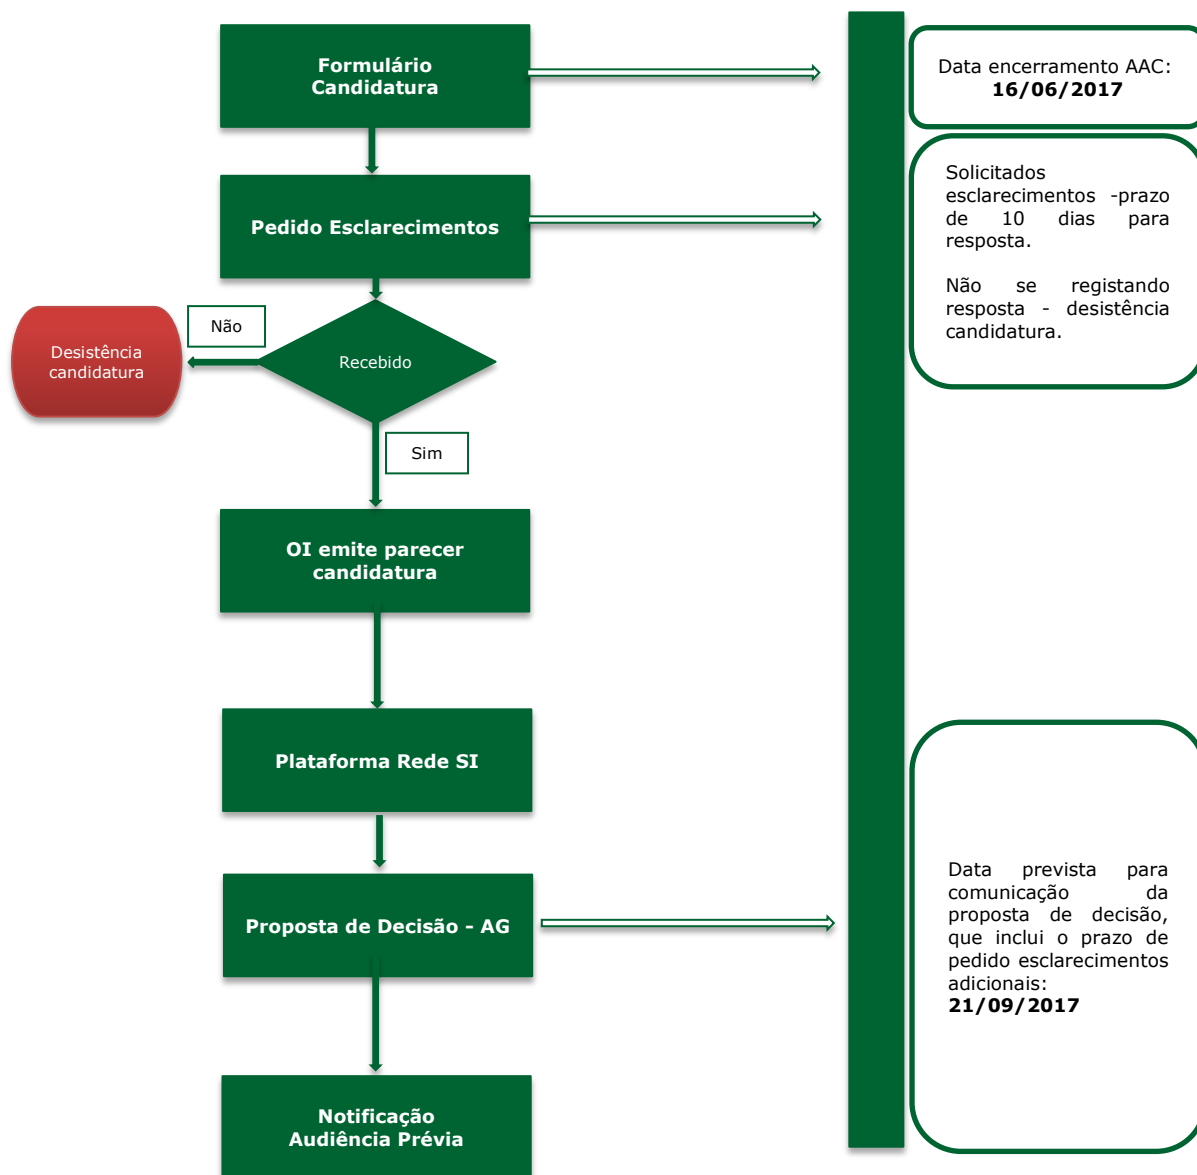 Formulário
Candidatura
Data encerramento AAC:
16/06/2017
Pedido Esclarecimentos
Solicitados
esclarecimentos -prazo
de 10 dias para
resposta.
Não se registando
resposta - desistência
candidatura.
Não
Desistência
candidatura
Recebido
Sim
OI emite parecer
candidatura
Plataforma Rede SI
Proposta de Decisão - AG
Data prevista para
comunicação da
proposta de decisão,
que inclui o prazo de
pedido esclarecimentos
adicionais:
21/09/2017
Notificação
Audiência Prévia